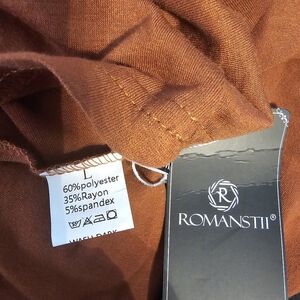 L
60%polyester
35%Rayon
5%spandex
WASH DARK
R
ROMANSTII®